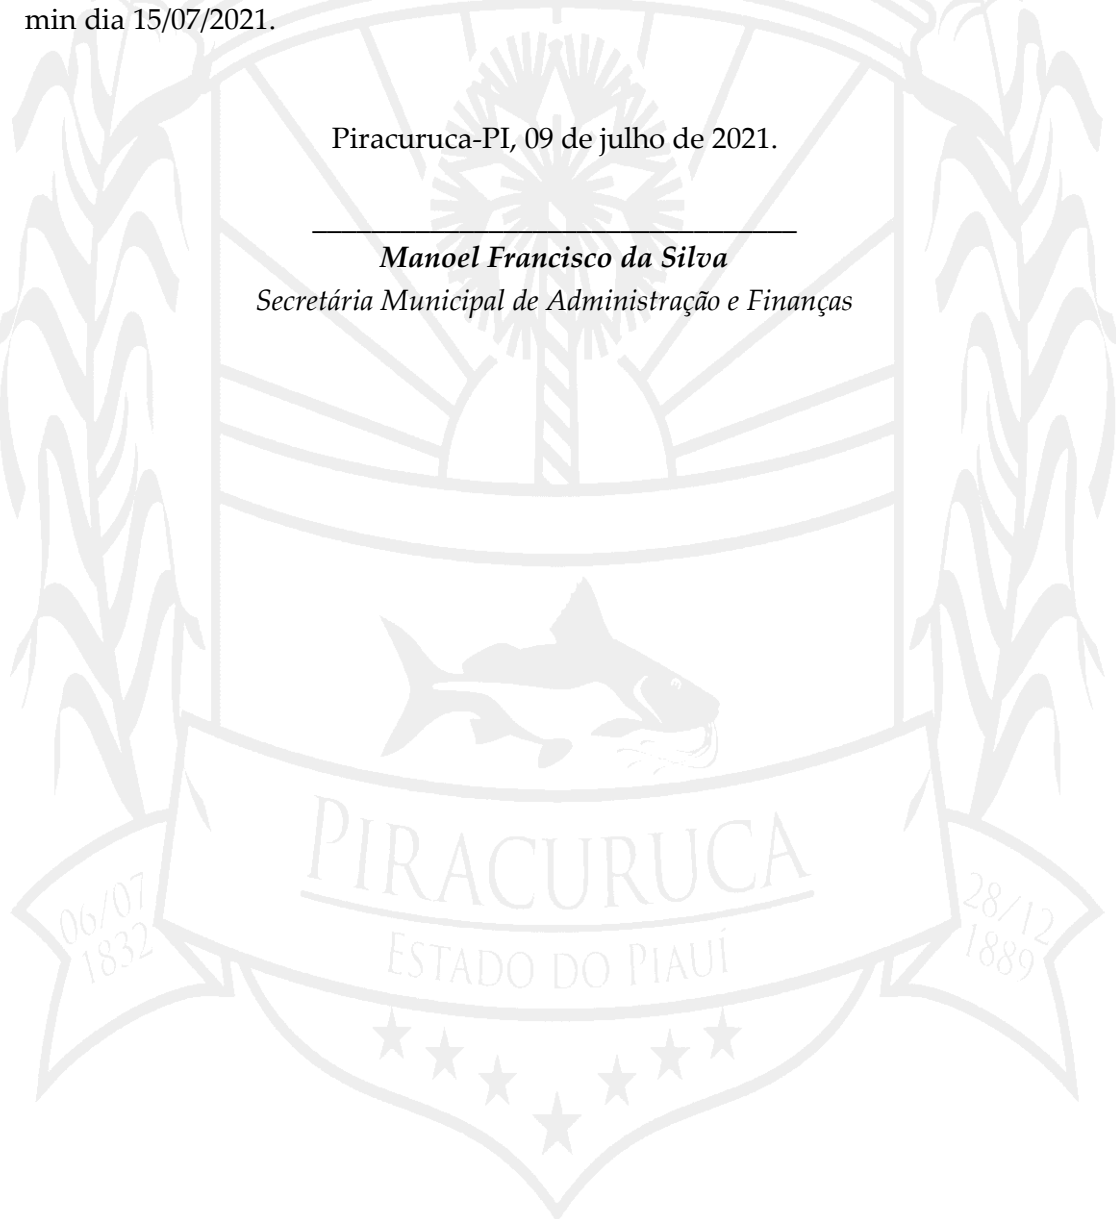 min dia 15/07/2021.
Piracuruca-PI, 09 de julho de 2021.
Manoel Francisco da Silva
Secretária Municipal de Administração e Finanças
PIRACURUCA
06/07
1832
28/12
1889
ESTADO DO PIAUÍ